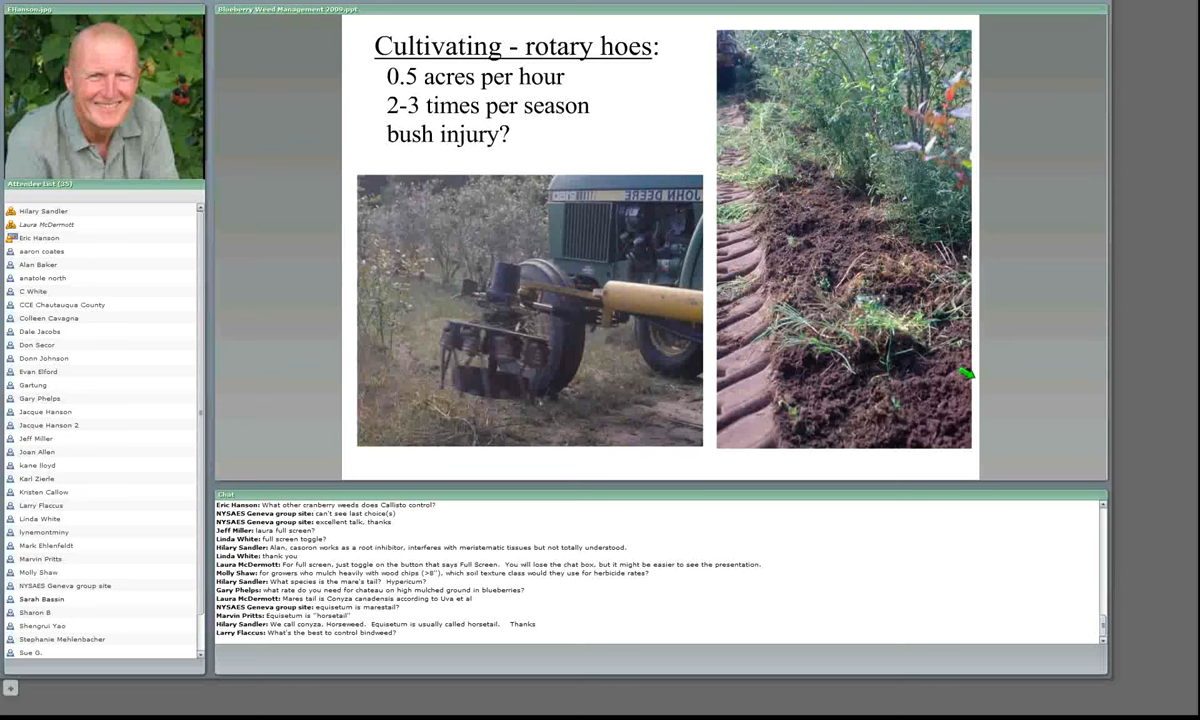 EHanson.jpg
Attendee List (35)
Hilary Sandler
Laura McDermott
Eric Hanson
aaron coates
Alan Baker
anatole north
C White
CCE Chautauqua County
Colleen Cavagna
Dale Jacobs
Don Secor
Donn Johnson
Evan Elford
Gartung
Gary Phelps
Jacque Hanson
Jacque Hanson 2
Jeff Miller
Joan Allen
kane lloyd
Karl Zierle
Kristen Callow
Larry Flaccus
Linda White
lynemontminy
Mark Ehlenfeldt
Marvin Pritts
Molly Shaw
NYSAES Geneva group site
Sarah Bassin
Sharon B
Shengrui Yao
Stephanie Mehlenbacher
Sue G.
Blueberry Weed Management 2009.ppt
Cultivating - rotary hoes:
0.5 acres per hour
2-3 times per season
bush injury?
JOHN DEERE
Chat
Eric Hanson: What other cranberry weeds does Callisto control?
NYSAES Geneva group site: can't see last choice(s)
NYSAES Geneva group site: excellent talk, thanks
Jeff Miller: laura full screen?
Linda White: full screen toggle?
Hilary Sandler: Alan, casoron works as a root inhibitor, interferes with meristematic tissues but not totally understood.
Linda White: thank you
Laura McDermott: For full screen, just toggle on the button that says Full Screen. You will lose the chat box, but it might be easier to see the presentation.
Molly Shaw: for growers who mulch heavily with wood chips (>8"), which soil texture class would they use for herbicide rates?
Hilary Sandler: What species is the mare's tail? Hypericum?
Gary Phelps: what rate do you need for chateau on high mulched ground in blueberries?
Laura McDermott: Mares tail is Conyza canadensis according to Uva et al
NYSAES Geneva group site: equisetum is marestail?
Marvin Pritts: Equisetum is "horsetail"
Hilary Sandler: We call conyza, Horseweed. Equisetum is usually called horsetail. Thanks
Larry Flaccus: What's the best to control bindweed?